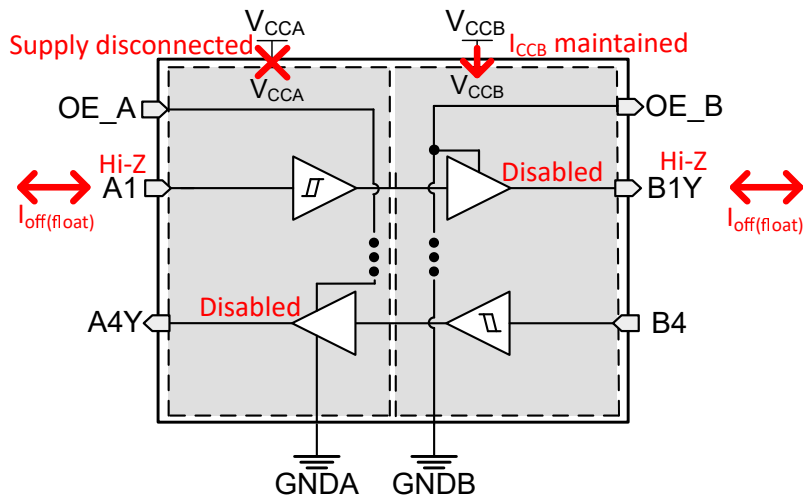 VCCA
VCCB
Supply disconnected
ICCB maintained
VCCA
VCCB
OE_A
OE_B
Hi-Z
A1
Disabled
Hi-Z
B1Y
Ioff(float)
Ioff(float)
A4Y
Disabled
B4
GNDA
GNDB